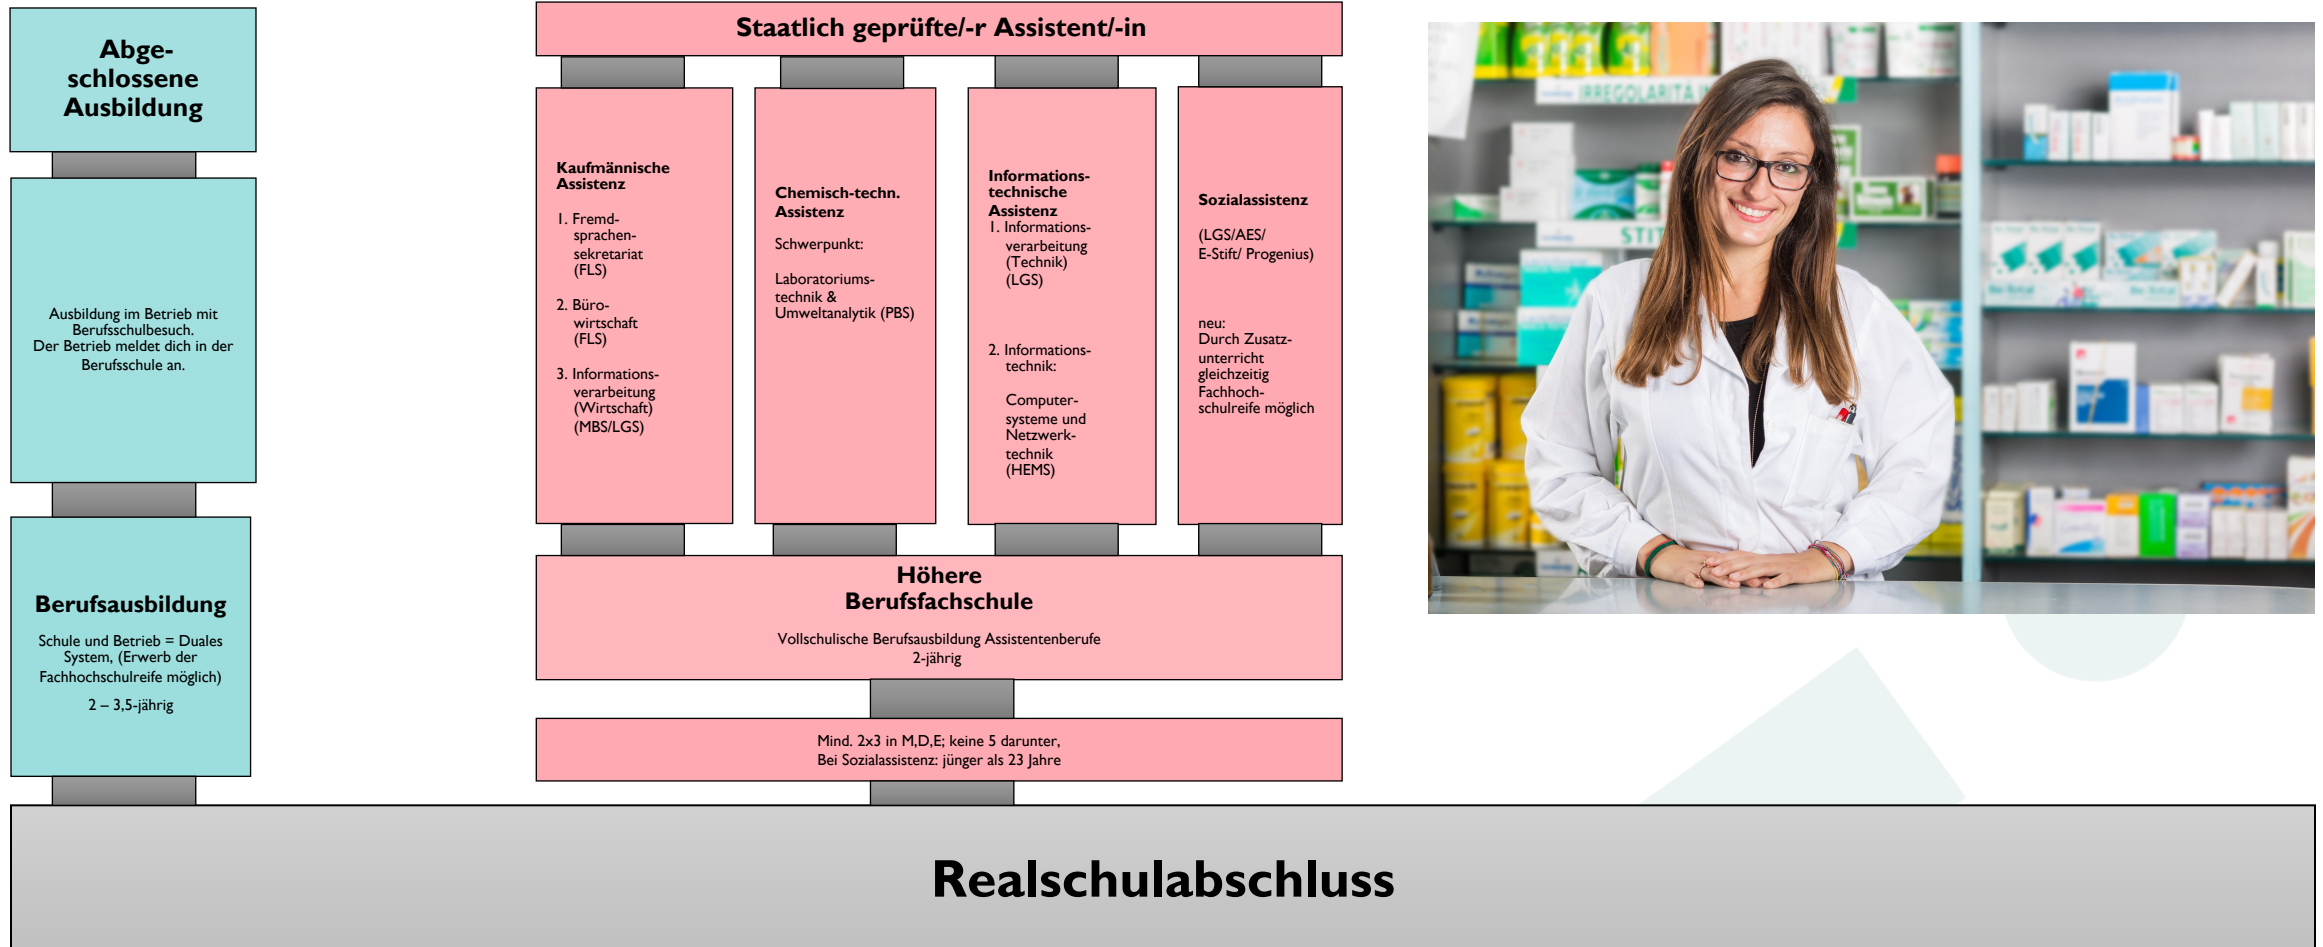 Abge-
schlossene
Ausbildung
Ausbildung im Betrieb mit
Berufsschulbesuch.
Der Betrieb meldet dich in der
Berufsschule an.
Berufsausbildung
Schule und Betrieb = Duales
System, (Erwerb der
Fachhochschulreife möglich)
2 – 3,5-jährig
Staatlich geprüfte/-r Assistent/-in
Kaufmännische
Assistenz
1. Fremd-
sprachen-
sekretariat
(FLS)
2. Büro-
wirtschaft
(FLS)
3. Informations-
verarbeitung
(Wirtschaft)
(MBS/LGS)
Chemisch-techn.
Assistenz
Schwerpunkt:
Laboratoriums-
technik &
Umweltanalytik (PBS)
Informations-
technische
Assistenz
1. Informations-
verarbeitung
(Technik)
(LGS)
2. Informations-
technik:
Computer-
systeme und
Netzwerk-
technik
(HEMS)
Sozialassistenz
(LGS/AES/
E-Stift/ Progenius)
neu:
Durch Zusatz-
unterricht
gleichzeitig
Fachhoch-
schulreife möglich
Höhere
Berufsfachschule
Vollschulische Berufsausbildung Assistentenberufe
2-jährig
Mind. 2x3 in M,D,E; keine 5 darunter,
Bei Sozialassistenz: jünger als 23 Jahre
IRREGOLARITA IN
STIT
Realschulabschluss